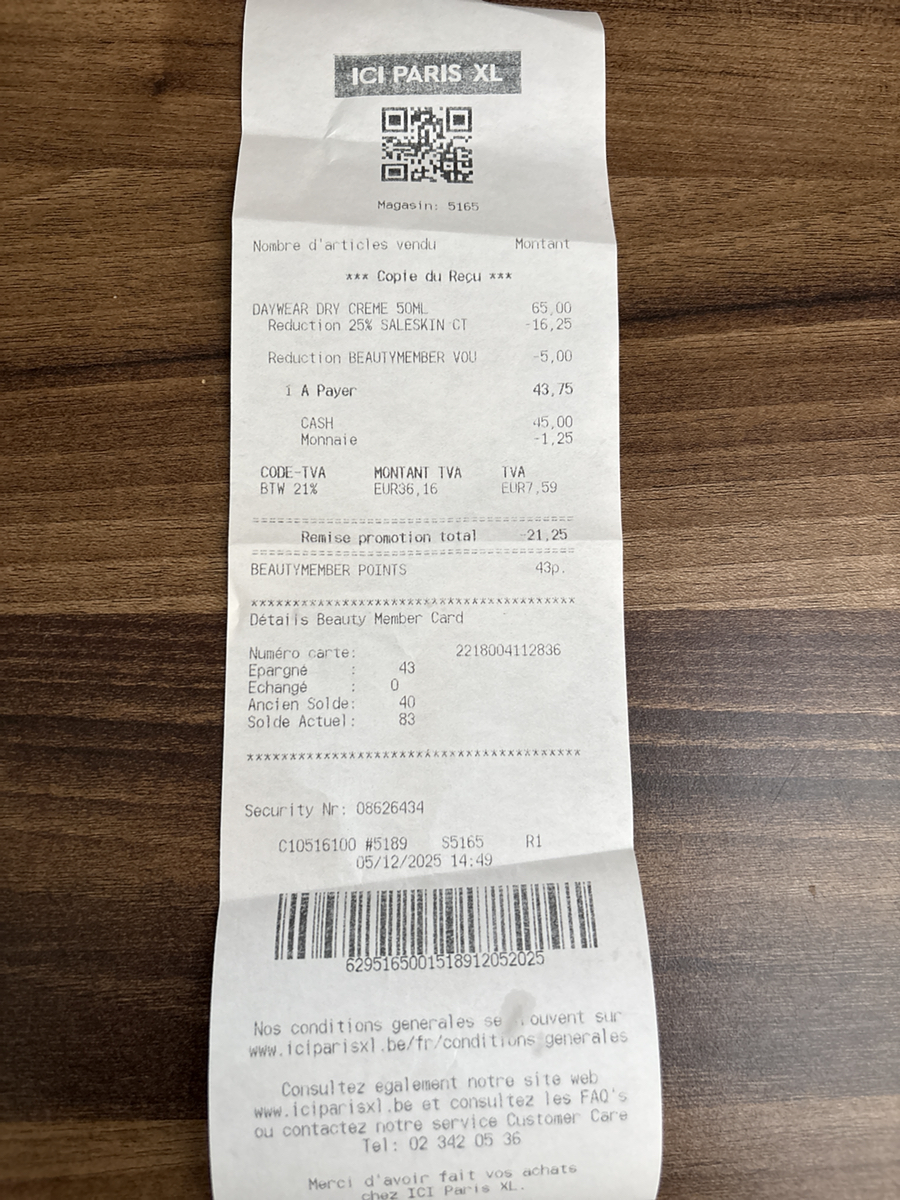 ICI PARIS XL
Magasin: 5165
Nombre d'articles vendu Montant
*** Copie du Reçu ***
DAYWEAR DRY CREME 50ML 65,00
Reduction 25% SALESKIN CT -16,25
Reduction BEAUTYMEMBER VOU -5,00
1 A Payer 43,75
CASH 45,00
Monnaie -1,25
CODE-TVA MONTANT TVA TVA
BTW 21% EUR36,16 EUR7,59
======================================
Remise promotion total -21,25
======================================
BEAUTYMEMBER POINTS 43p.
****************************************
Détails Beauty Member Card
Numéro carte: 2218004112836
Epargné : 43
Echangé : 0
Ancien Solde: 40
Solde Actuel: 83
****************************************
Security Nr: 08626434
C10516100 #5189 S5165 R1
05/12/2025 14:49
6295165001518912052025
Nos conditions generales se ouvent sur
www.iciparisxl.be/fr/conditions generales
Consultez egalement notre site web
www.iciparisxl.be et consultez les FAQ's
ou contactez notre service Customer Care
Tel: 02 342 05 36
Merci d'avoir fait vos achats
chez ICI Paris XL.